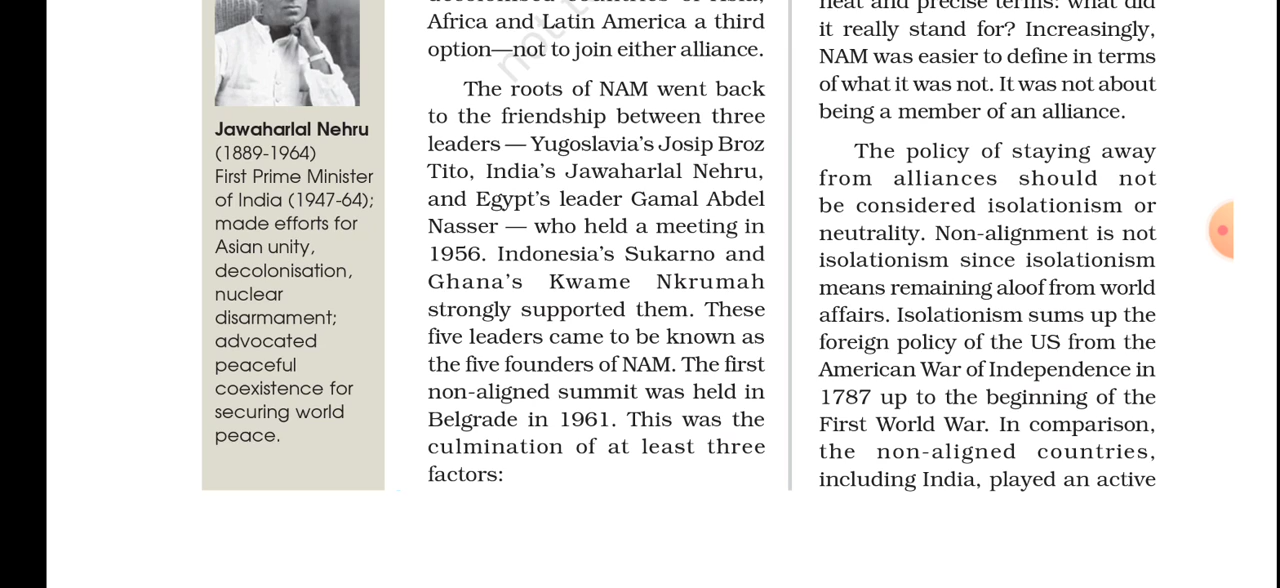 Jawaharlal Nehru
(1889-1964)
First Prime Minister
of India (1947-64);
made efforts for
Asian unity,
decolonisation,
nuclear
disarmament;
advocated
peaceful
coexistence for
securing world
peace.
Africa and Latin America a third
option—not to join either alliance.
The roots of NAM went back
to the friendship between three
leaders — Yugoslavia's Josip Broz
Tito, India's Jawaharlal Nehru,
and Egypt's leader Gamal Abdel
Nasser — who held a meeting in
1956. Indonesia's Sukarno and
Ghana's Kwame Nkrumah
strongly supported them. These
five leaders came to be known as
the five founders of NAM. The first
non-aligned summit was held in
Belgrade in 1961. This was the
culmination of at least three
factors:
neat and precise terms: what did
it really stand for? Increasingly,
NAM was easier to define in terms
of what it was not. It was not about
being a member of an alliance.
The policy of staying away
from alliances should not
be considered isolationism or
neutrality. Non-alignment is not
isolationism since isolationism
means remaining aloof from world
affairs. Isolationism sums up the
foreign policy of the US from the
American War of Independence in
1787 up to the beginning of the
First World War. In comparison,
the non-aligned countries,
including India, played an active
not